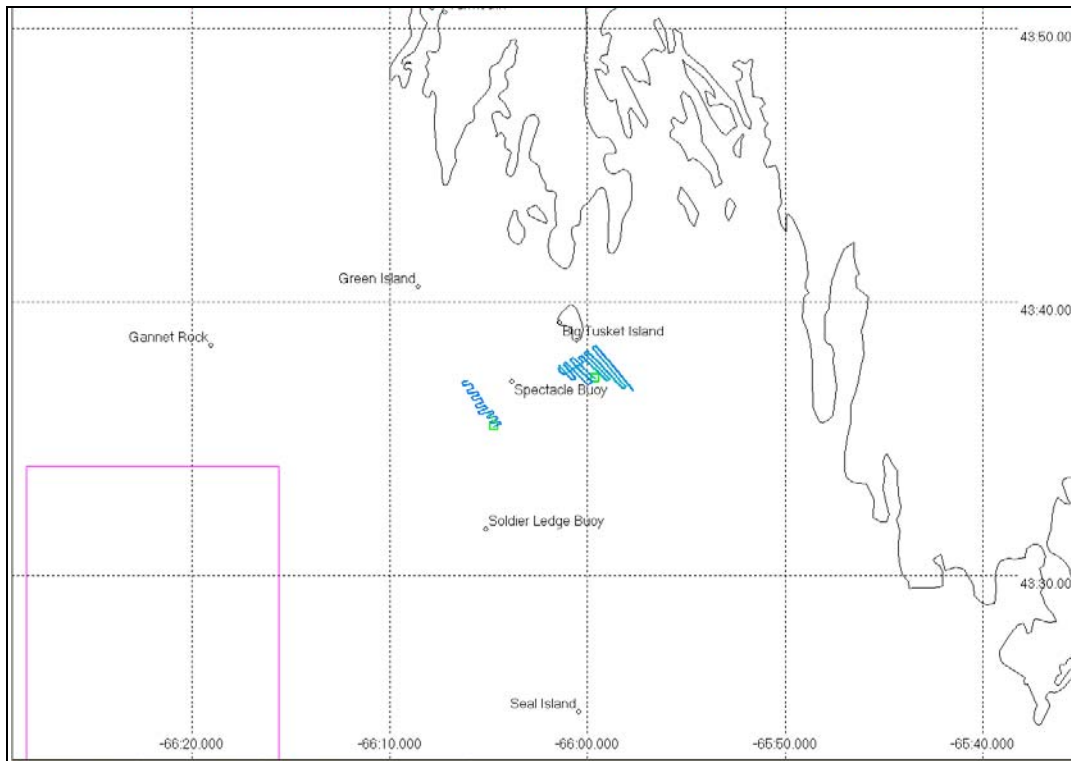 43:50.00
Green Island
43:40.00
Big Tusket Island
Gannet Rock
Spectacle Buoy
Soldier Ledge Buoy
43:30.00
Seal Island
-66:20.000
-66:10.000
-66:00.000
-65:50.000
-65:40.000